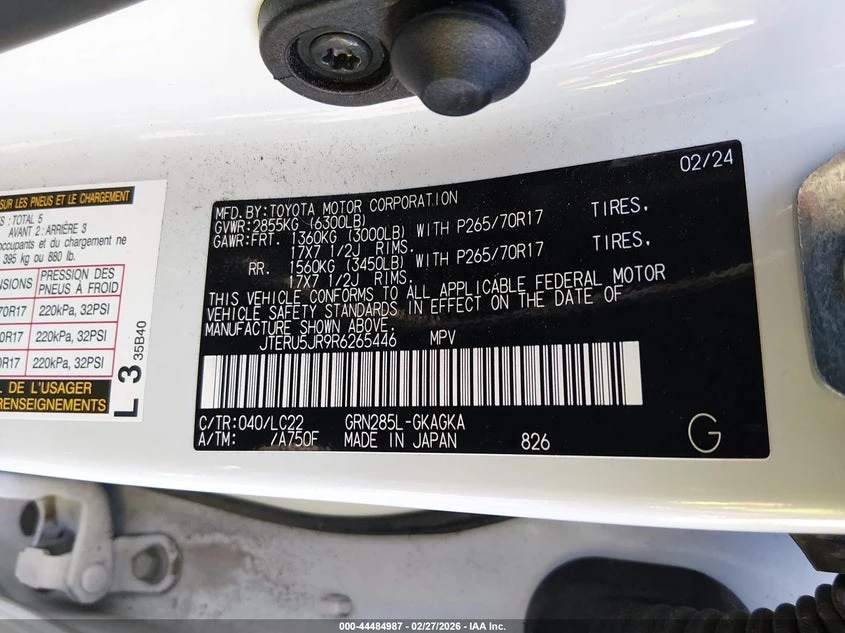 SUR LES PNEUS ET LE CHARGEMENT
: TOTAL 5
AVANT 2 : ARRIÈRE 3
occupants et du chargement ne
395 kg ou 880 lb.
PRESSION DES
PNEUS À FROID
70R17 220kPa, 32PSI
0R17 220kPa, 32PSI
0R17 220kPa, 32PSI
L DE L'USAGER
RENSEIGNEMENTS
L 3 35B40
02/24
MFD.BY:TOYOTA MOTOR CORPORATION
GVWR:2855KG (6300LB)
GAWR:FRT. 1360KG (3000LB) WITH P265/70R17 TIRES.
17X7 1/2J RIMS.
RR. 1560KG (3450LB) WITH P265/70R17 TIRES.
17X7 1/2J RIMS.
THIS VEHICLE CONFORMS TO ALL APPLICABLE FEDERAL MOTOR
VEHICLE SAFETY STANDARDS IN EFFECT ON THE DATE OF
MANUFACTURE SHOWN ABOVE.
JTERU5JR9R6265446 MPV
C/TR:040/LC22 GRN285L-GKAGKA
A/TM: /A750F MADE IN JAPAN 826
G
000-44484987 - 02/27/2026 - IAA Inc.